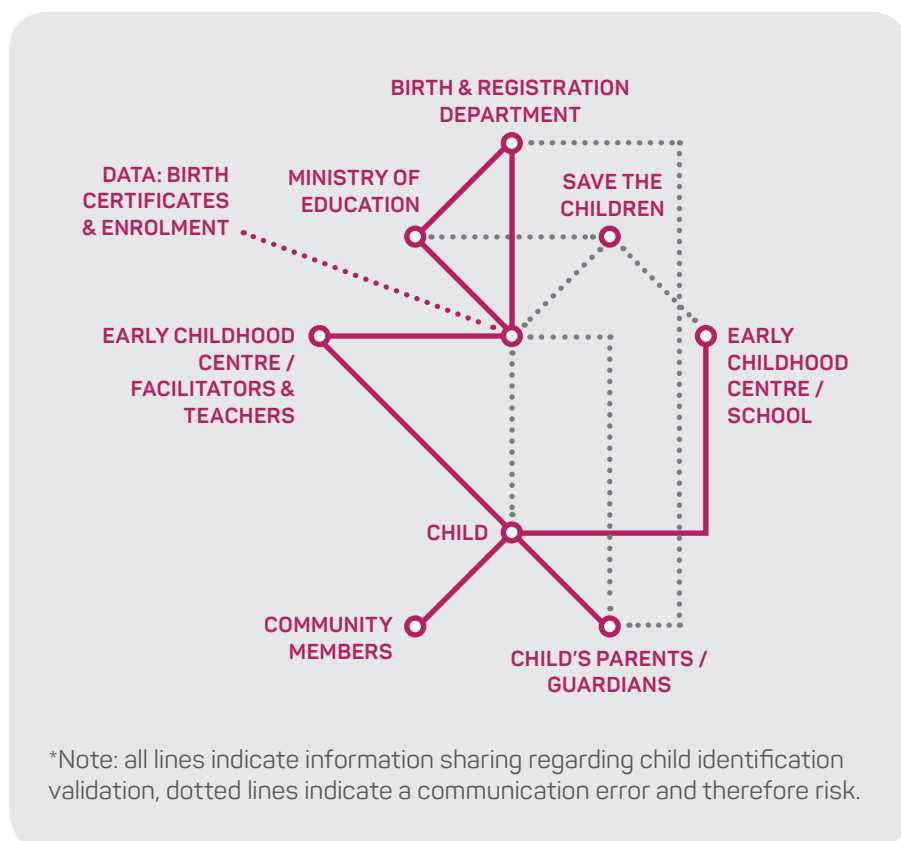 BIRTH & REGISTRATION
DEPARTMENT
DATA: BIRTH
CERTIFICATES
& ENROLMENT
MINISTRY OF
EDUCATION
SAVE THE
CHILDREN
EARLY CHILDHOOD
CENTRE /
FACILITATORS &
TEACHERS
EARLY
CHILDHOOD
CENTRE /
SCHOOL
CHILD
COMMUNITY
MEMBERS
CHILD'S PARENTS /
GUARDIANS
*Note: all lines indicate information sharing regarding child identification
validation, dotted lines indicate a communication error and therefore risk.